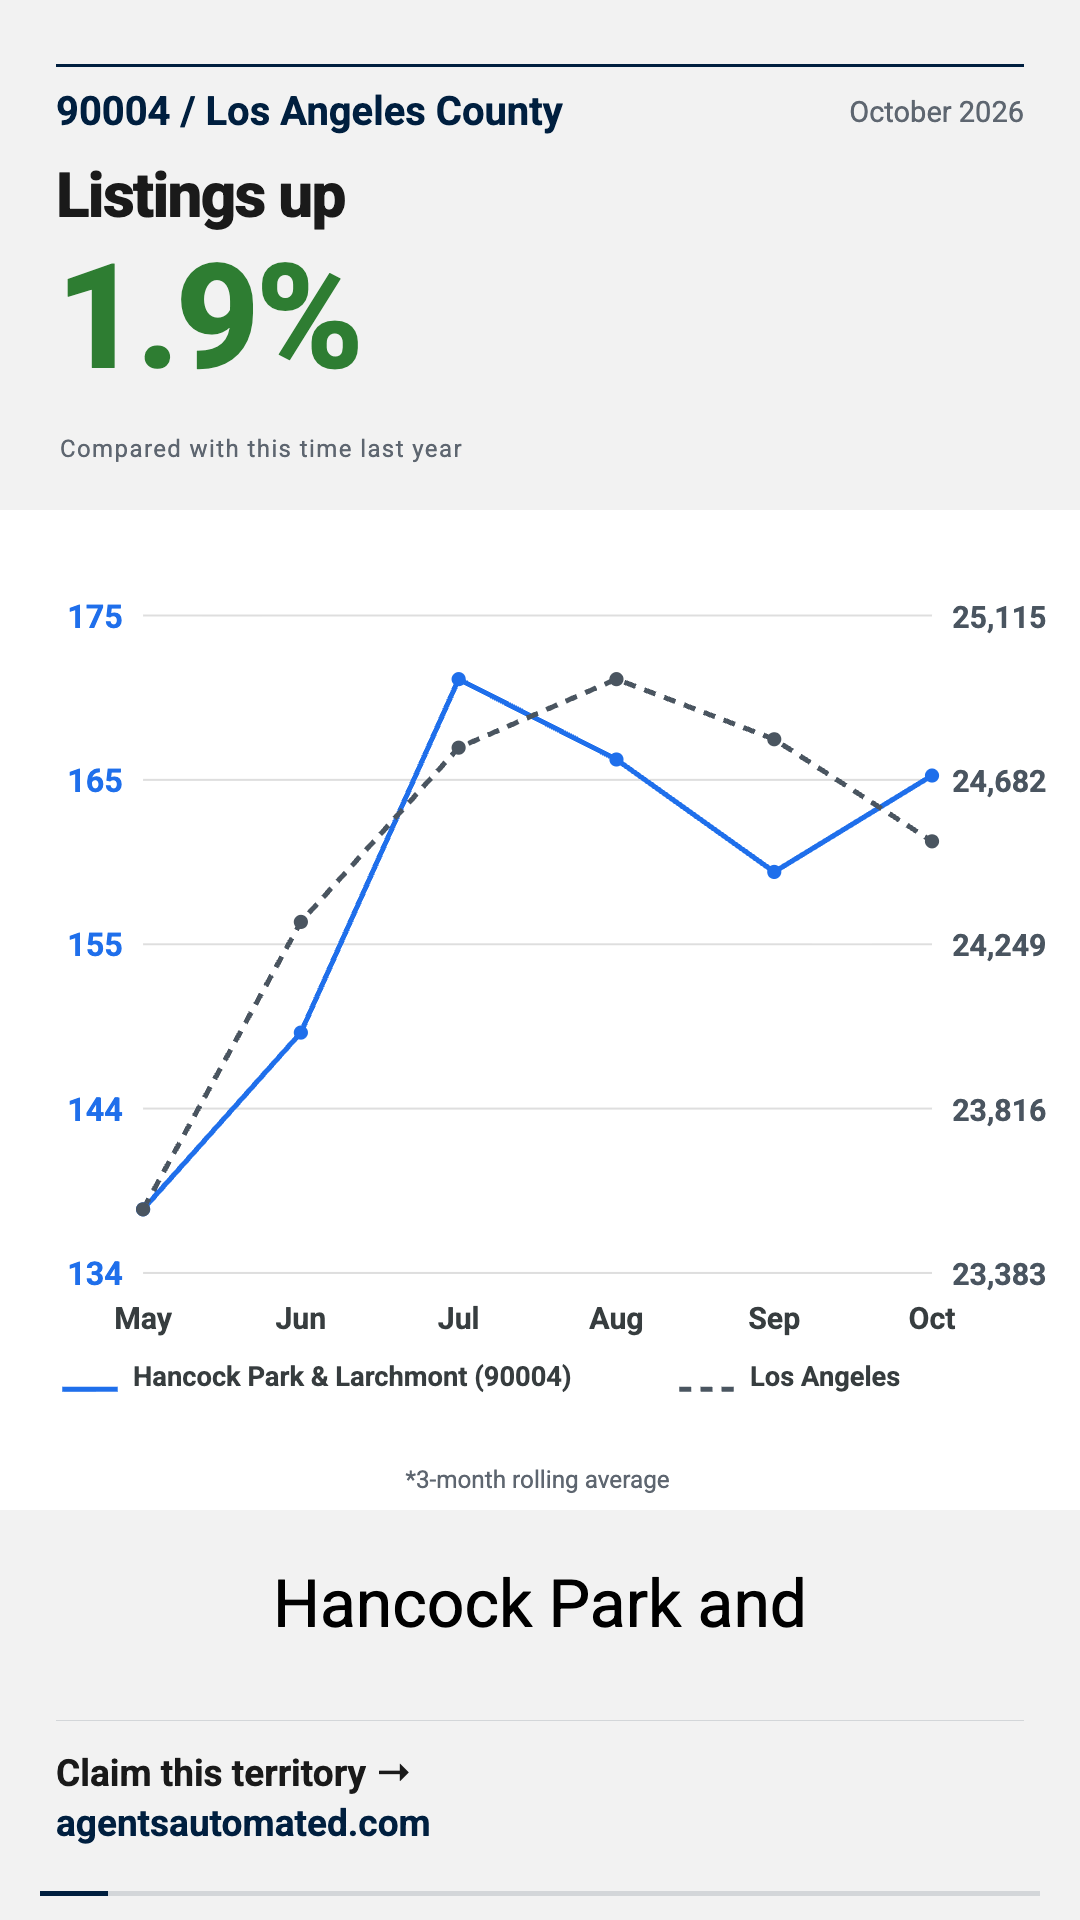 90004 / Los Angeles County
October 2026
Listings up
1.9%
Compared with this time last year
175
25,115
165
24,682
155
24,249
144
23,816
134
23,383
May Jun Jul Aug Sep Oct
Hancock Park & Larchmont (90004)
Los Angeles
*3-month rolling average
Hancock Park and
Claim this territory →
agentsautomated.com